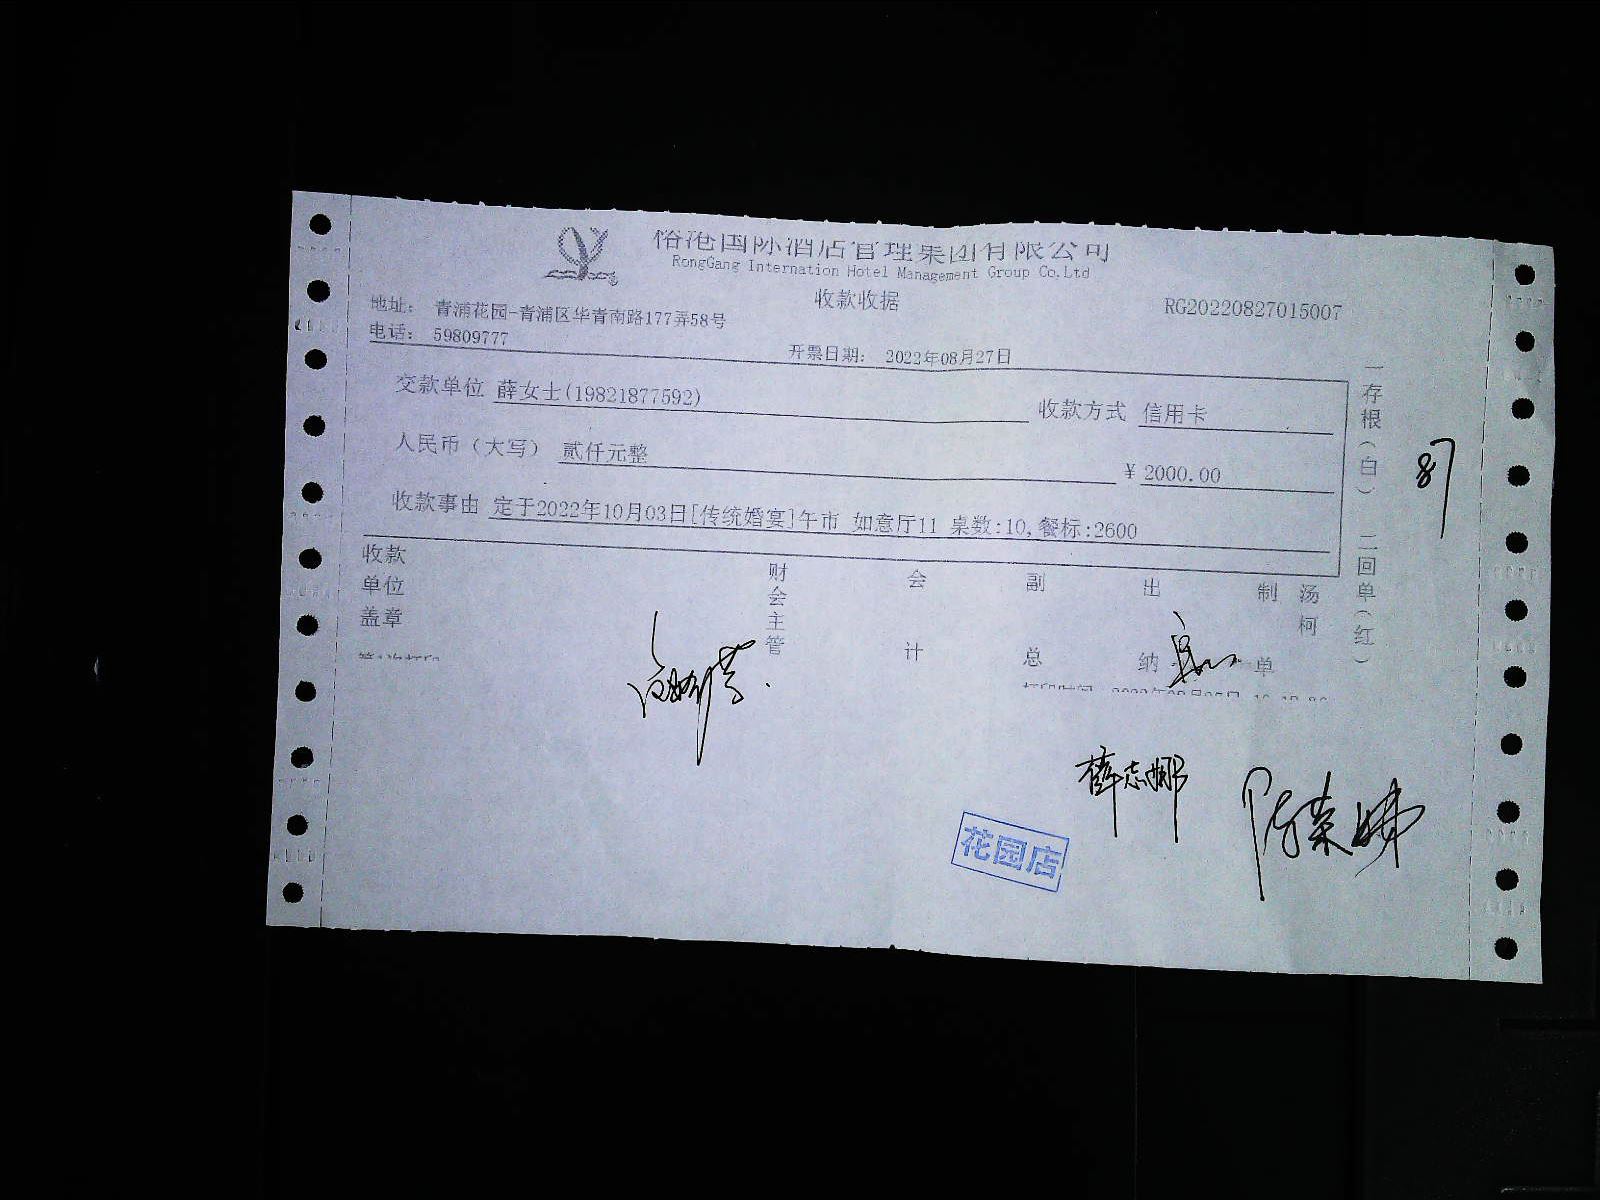 国际酒店管理集团有限公司
RongGang Internation Hotel Management Group Co.Ltd
收款收据
RG20220827015007
地址： 青浦花园-青浦区华青南路177弄58号
电话： 59809777
开票日期： 2022年08月27日
交款单位 薛女士(19821877592) 收款方式 信用卡
人民币（大写） 贰仟元整 ￥ 2000.00
收款事由 定于2022年10月03日[传统婚宴]午市 如意厅11 桌数:10,餐标:2600
收款单位盖章
财会主管
会计
副总
出纳
制单
汤柯
一存根(白) 二回单(红)
87
薛志娜
陈荣娣
花园店